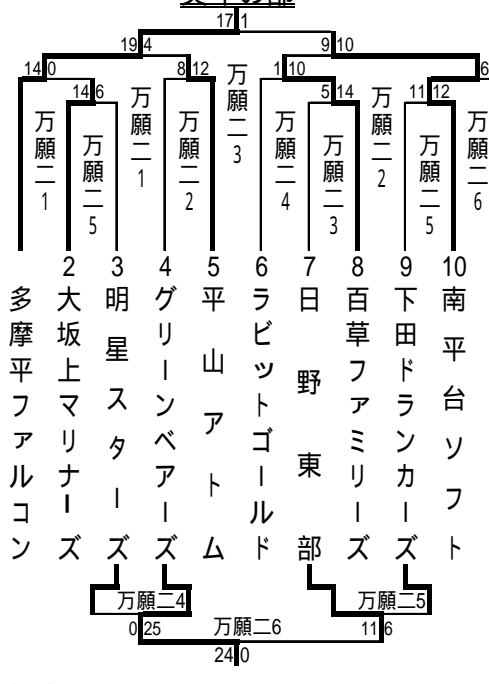 17 1
19 4
9 10
14 0
8 12
1 10
6
14 6
5 14
11 12
万願二1
万願二5
万願二1
万願二2
万願二3
万願二4
万願二3
万願二2
万願二5
万願二6
多摩平ファルコン
2 大坂上マリナーズ
3 明星スターズ
4 グリーンベアーズ
5 平山アトム
6 ラビットゴールド
7 日野東部
8 百草ファミリーズ
9 下田ドランカーズ
10 南平台ソフト
万願二4
万願二5
0 25
万願二6
11 6
24 0